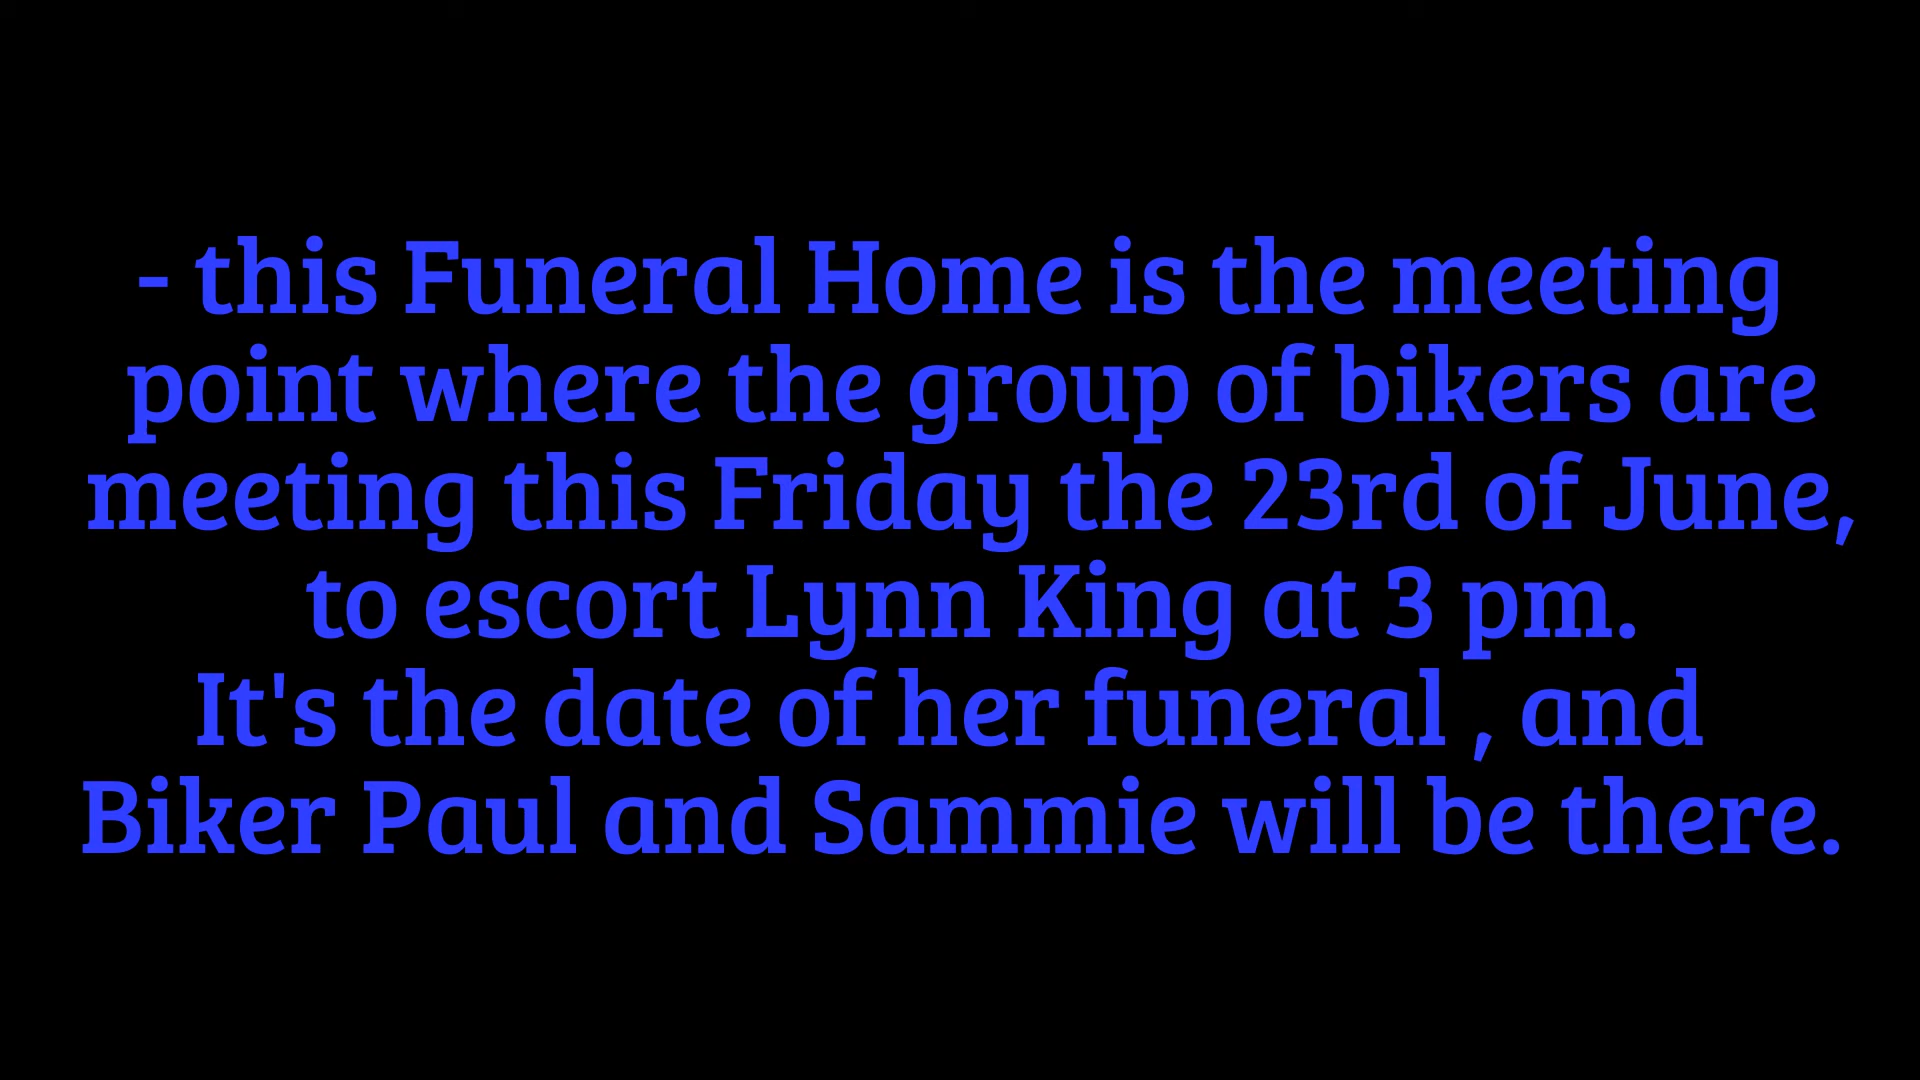 - this Funeral Home is the meeting
point where the group of bikers are
meeting this Friday the 23rd of June,
to escort Lynn King at 3 pm.
It's the date of her funeral , and
Biker Paul and Sammie will be there.